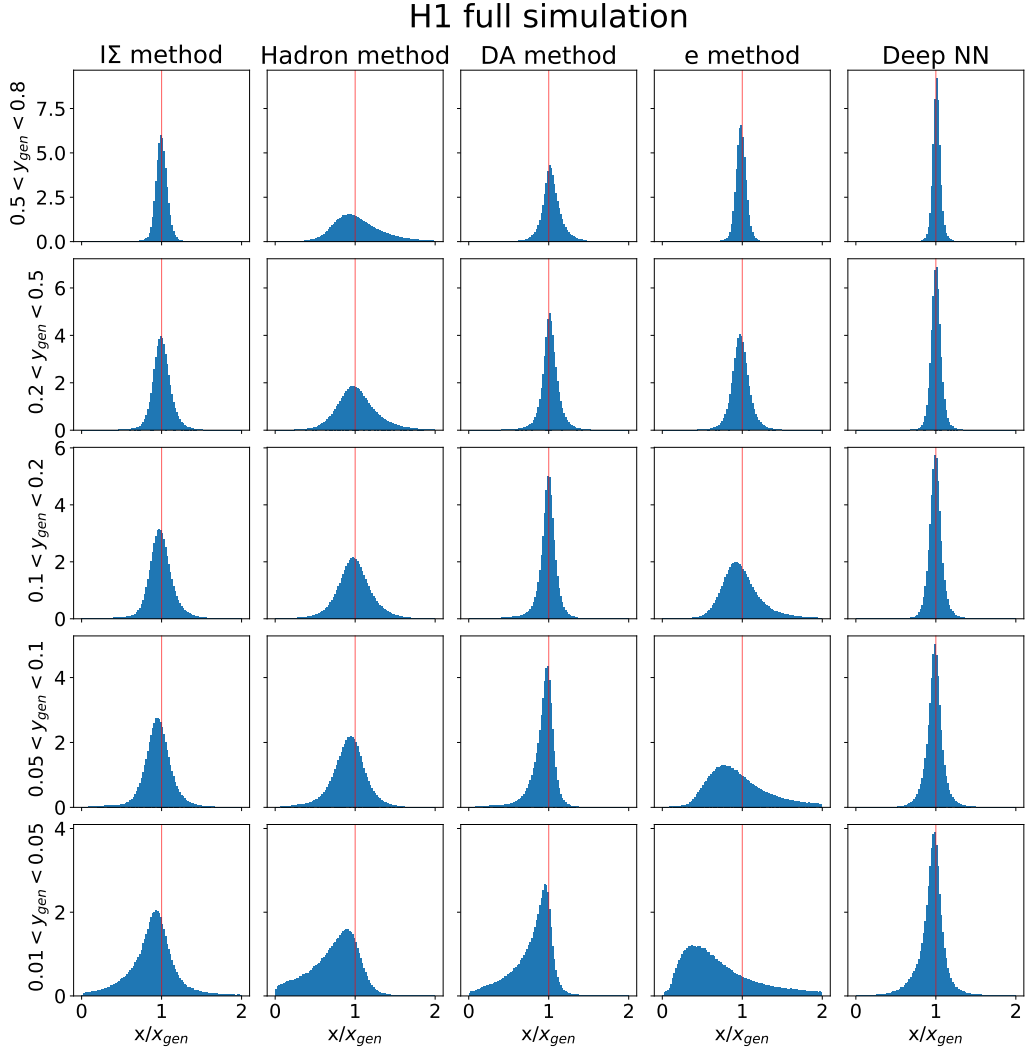 H1 full simulation
IΣ method Hadron method DA method e method Deep NN
0.5 < y_gen < 0.8
7.5
5.0
2.5
0.0
0 1 2 0 1 2 0 1 2 0 1 2 0 1 2
0.2 < y_gen < 0.5
6
4
2
0
0.1 < y_gen < 0.2
6
4
2
0
0.05 < y_gen < 0.1
4
2
0
0.01 < y_gen < 0.05
4
2
0
x/x_gen x/x_gen x/x_gen x/x_gen x/x_gen